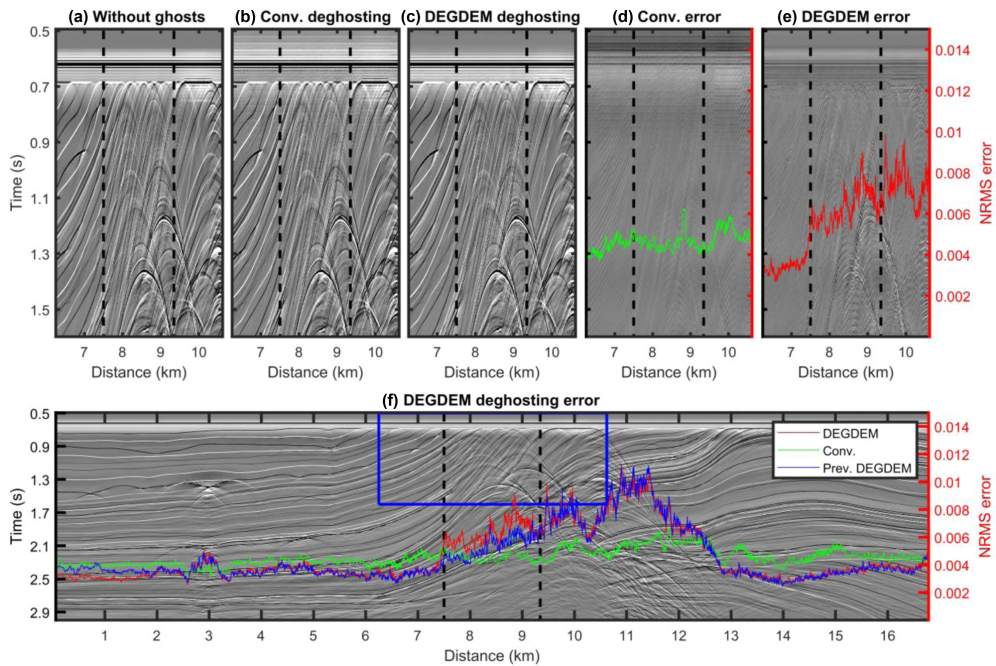 (a) Without ghosts
(b) Conv. deghosting
(c) DEGDEM deghosting
(d) Conv. error
(e) DEGDEM error
0.5
0.7
0.9
1.1
1.3
1.5
Time (s)
7 8 9 10
Distance (km)
7 8 9 10
Distance (km)
7 8 9 10
Distance (km)
7 8 9 10
Distance (km)
7 8 9 10
Distance (km)
0.014
0.012
0.01
0.008
0.006
0.004
0.002
NRMS error
(f) DEGDEM deghosting error
0.5
0.9
1.3
1.7
2.1
2.5
2.9
Time (s)
DEGDEM
Conv.
Prev. DEGDEM
0.014
0.012
0.01
0.008
0.006
0.004
0.002
NRMS error
1 2 3 4 5 6 7 8 9 10 11 12 13 14 15 16
Distance (km)